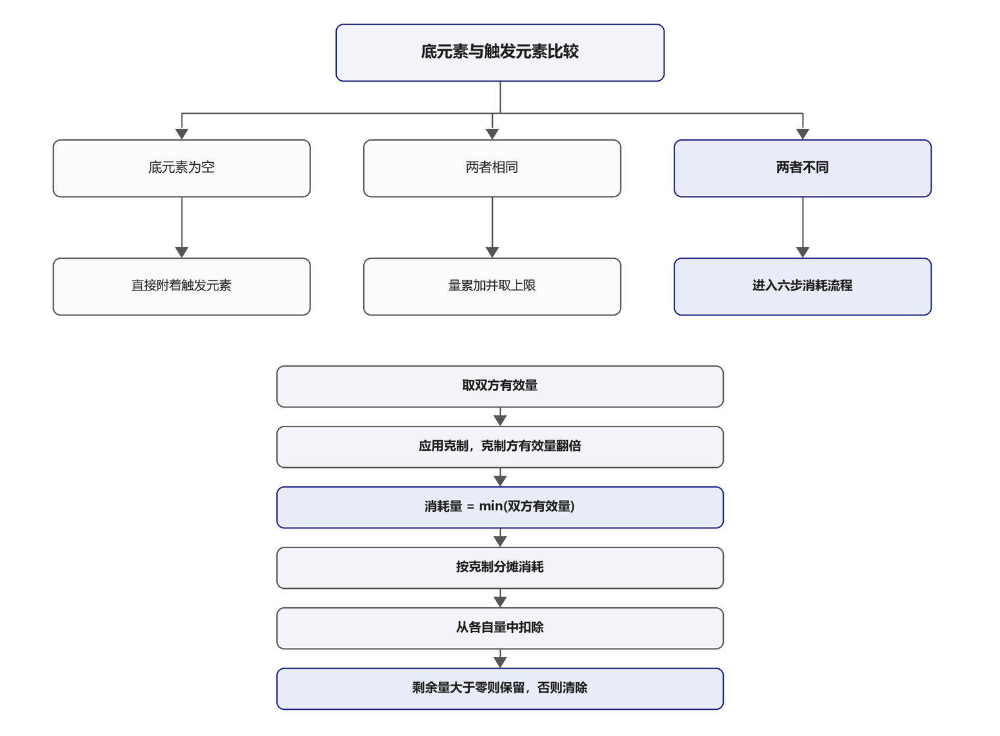 底元素与触发元素比较
底元素为空
两者相同
两者不同
直接附着触发元素
量累加并取上限
进入六步消耗流程
取双方有效量
应用克制，克制方有效量翻倍
消耗量 = min(双方有效量)
按克制分摊消耗
从各自量中扣除
剩余量大于零则保留，否则清除